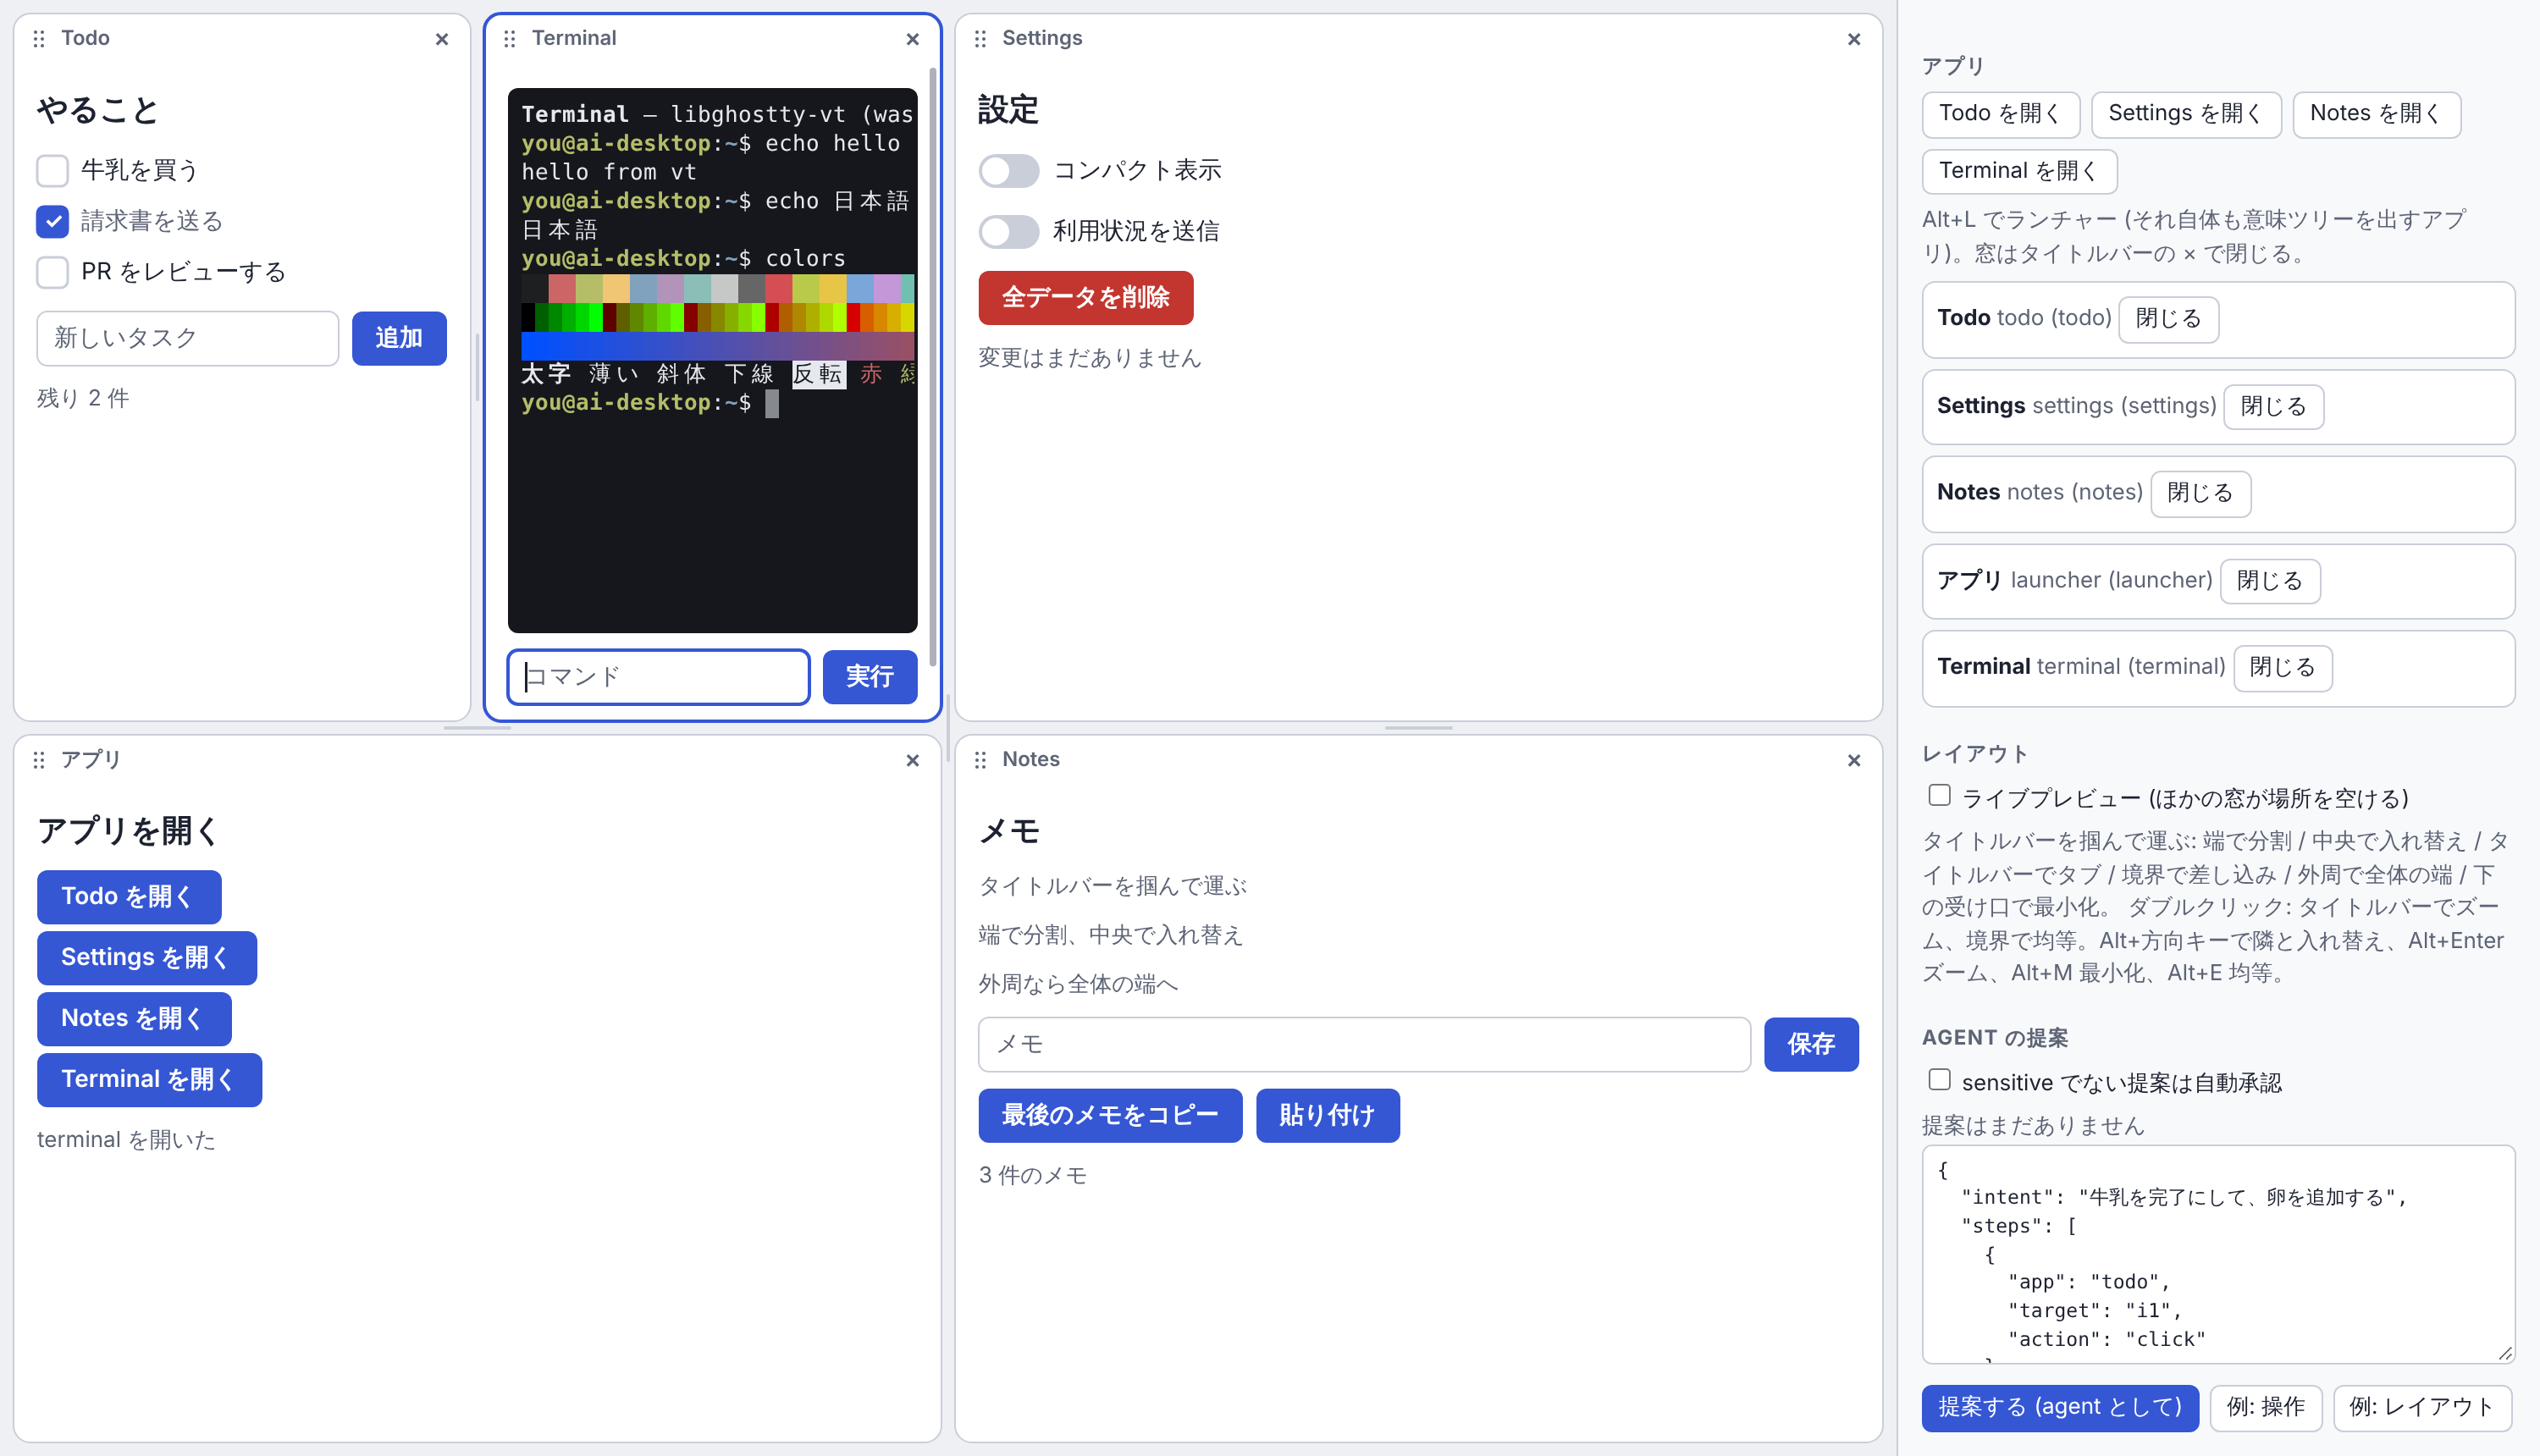 Todo ×
やること
牛乳を買う
請求書を送る
PR をレビューする
新しいタスク 追加
残り 2 件
Terminal ×
Terminal — libghostty-vt (was
you@ai-desktop:~$ echo hello
hello from vt
you@ai-desktop:~$ echo 日本語
日本語
you@ai-desktop:~$ colors
太字 薄い 斜体 下線 反転 赤
you@ai-desktop:~$
コマンド 実行
Settings ×
設定
コンパクト表示
利用状況を送信
全データを削除
変更はまだありません
アプリ ×
アプリを開く
Todo を開く
Settings を開く
Notes を開く
Terminal を開く
terminal を開いた
Notes ×
メモ
タイトルバーを掴んで運ぶ
端で分割、中央で入れ替え
外周なら全体の端へ
メモ 保存
最後のメモをコピー 貼り付け
3 件のメモ
アプリ
Todo を開く Settings を開く Notes を開く
Terminal を開く
Alt+L でランチャー (それ自体も意味ツリーを出すアプ
リ)。窓はタイトルバーの × で閉じる。
Todo todo (todo) 閉じる
Settings settings (settings) 閉じる
Notes notes (notes) 閉じる
アプリ launcher (launcher) 閉じる
Terminal terminal (terminal) 閉じる
レイアウト
ライブプレビュー (ほかの窓が場所を空ける)
タイトルバーを掴んで運ぶ: 端で分割 / 中央で入れ替え / タ
イトルバーでタブ / 境界で差し込み / 外周で全体の端 / 下
の受け口で最小化。 ダブルクリック: タイトルバーでズー
ム、境界で均等。Alt+方向キーで隣と入れ替え、Alt+Enter
ズーム、Alt+M 最小化、Alt+E 均等。
AGENT の提案
sensitive でない提案は自動承認
提案はまだありません
{
"intent": "牛乳を完了にして、卵を追加する",
"steps": [
{
"app": "todo",
"target": "i1",
"action": "click"
提案する (agent として) 例: 操作 例: レイアウト